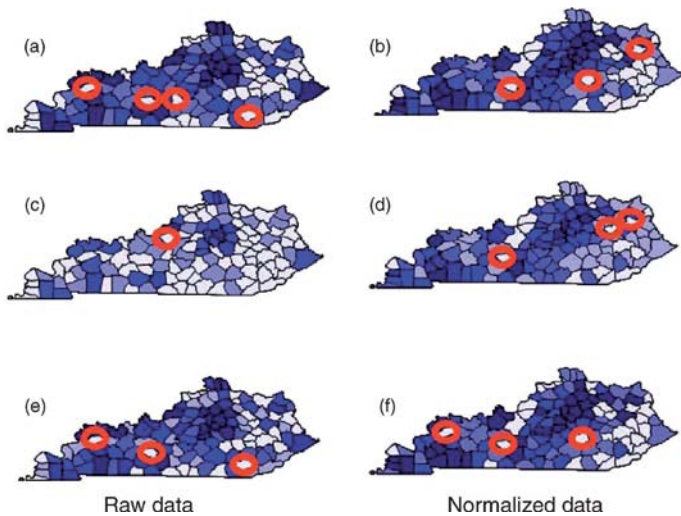 (a)
(b)
(c)
(d)
(e)
(f)
Raw data
Normalized data